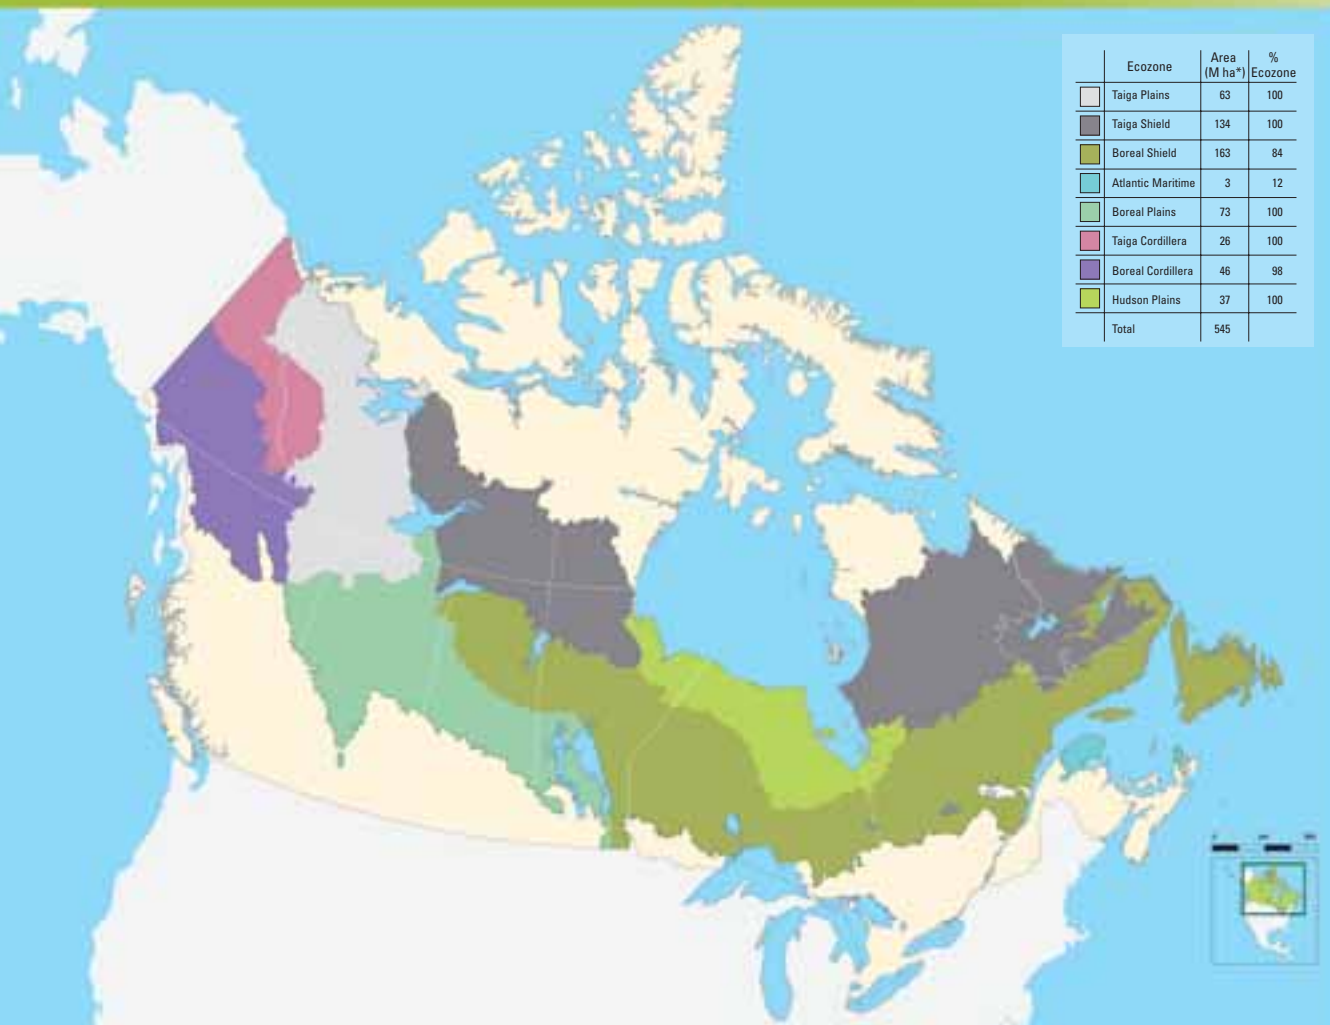 Ecozone Area (M ha*) % Ecozone
Taiga Plains 63 100
Taiga Shield 134 100
Boreal Shield 163 84
Atlantic Maritime 3 12
Boreal Plains 73 100
Taiga Cordillera 26 100
Boreal Cordillera 46 98
Hudson Plains 37 100
Total 545